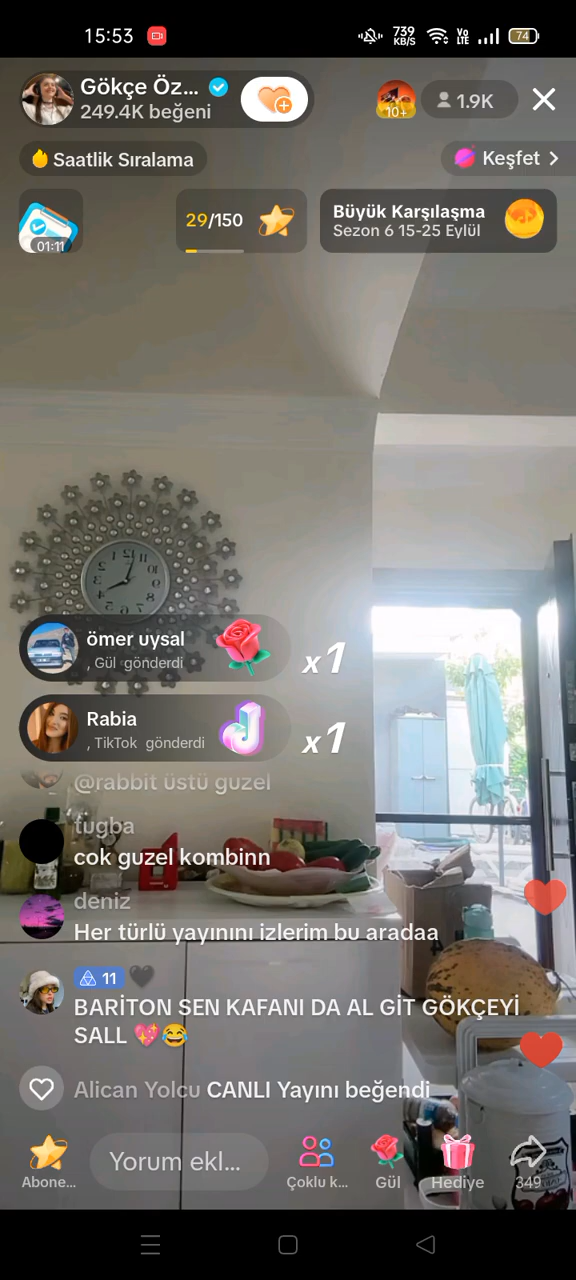 15:53
739
KB/S
Vo
LTE
74
Gökçe Öz...
249.4K beğeni
10+
1.9K
Saatlik Sıralama
Keşfet
01:11
29/150
Büyük Karşılaşma
Sezon 6 15-25 Eylül
ömer uysal
, Gül gönderdi
x1
Rabia
, TikTok gönderdi
x1
@rabbit üstü guzel
tugba
cok guzel kombinn
deniz
Her türlü yayınını izlerim bu aradaa
11
BARİTON SEN KAFANI DA AL GİT GÖKÇEYİ
SALL
Alican Yolcu CANLI Yayını beğendi
Abone...
Yorum ekl...
Çoklu k...
Gül
Hediye
349